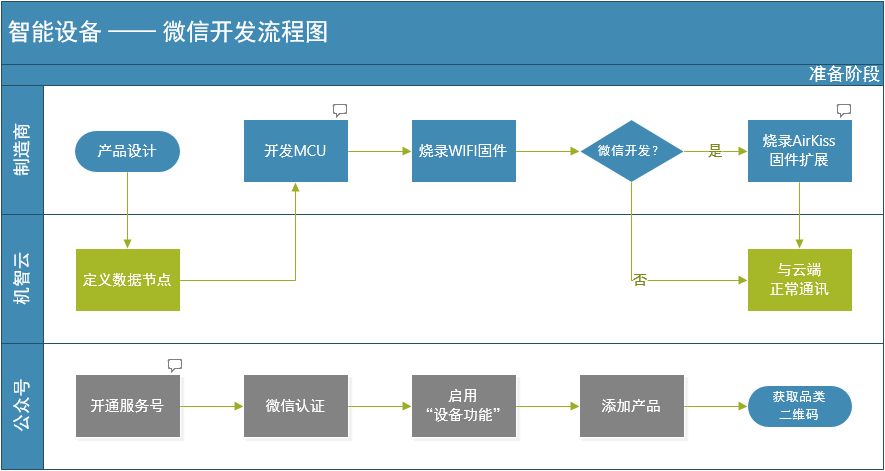 智能设备 —— 微信开发流程图
准备阶段
制造商
产品设计
开发MCU
烧录WIFI固件
微信开发？
是
烧录AirKiss
固件扩展
机智云
定义数据节点
否
与云端
正常通讯
公众号
开通服务号
微信认证
启用
“设备功能”
添加产品
获取品类
二维码